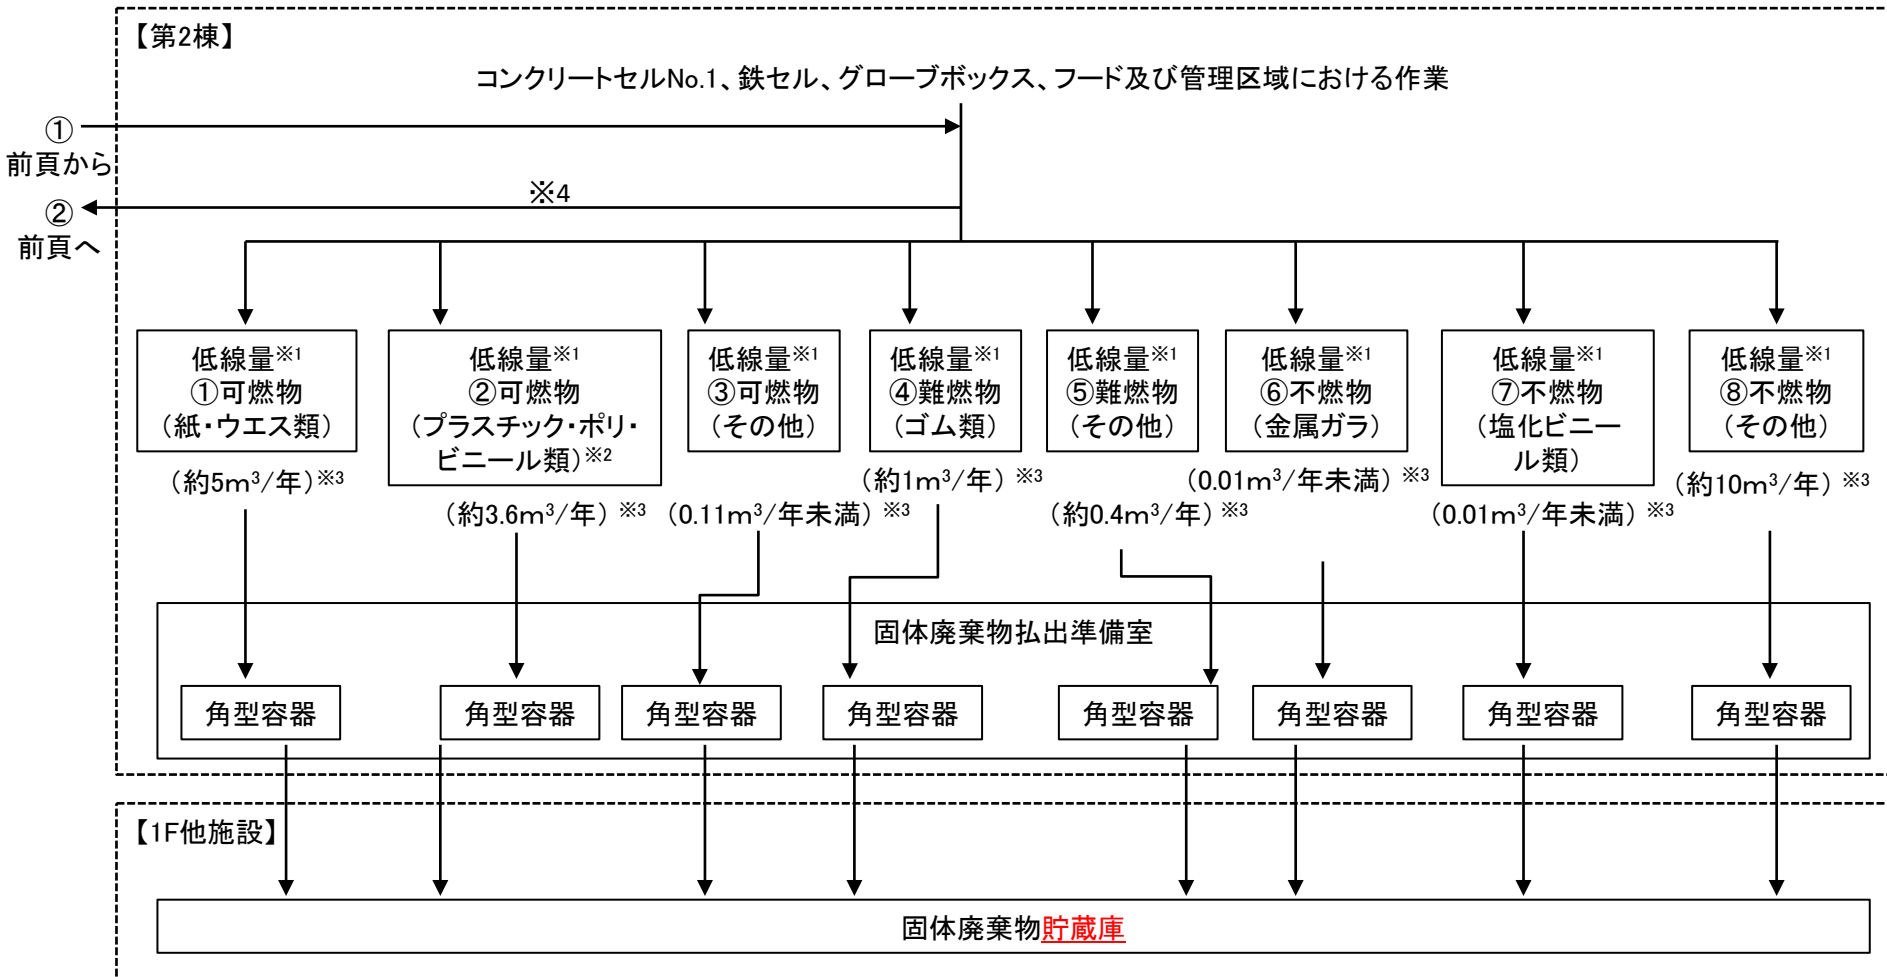 【第2棟】
コンクリートセルNo.1、鉄セル、グローブボックス、フード及び管理区域における作業
①
前頁から
※4
②
前頁へ
低線量※1
①可燃物
（紙・ウエス類）
（約5m³/年）※3
低線量※1
②可燃物
（プラスチック・ポリ・
ビニール類）※2
（約3.6m³/年）※3
低線量※1
③可燃物
（その他）
（0.11m³/年未満）※3
低線量※1
④難燃物
（ゴム類）
（約1m³/年）※3
低線量※1
⑤難燃物
（その他）
（約0.4m³/年）※3
低線量※1
⑥不燃物
（金属ガラ）
（0.01m³/年未満）※3
低線量※1
⑦不燃物
（塩化ビニー
ル類）
（0.01m³/年未満）※3
低線量※1
⑧不燃物
（その他）
（約10m³/年）※3
固体廃棄物払出準備室
角型容器
角型容器
角型容器
角型容器
角型容器
角型容器
角型容器
角型容器
【1F他施設】
固体廃棄物貯蔵庫